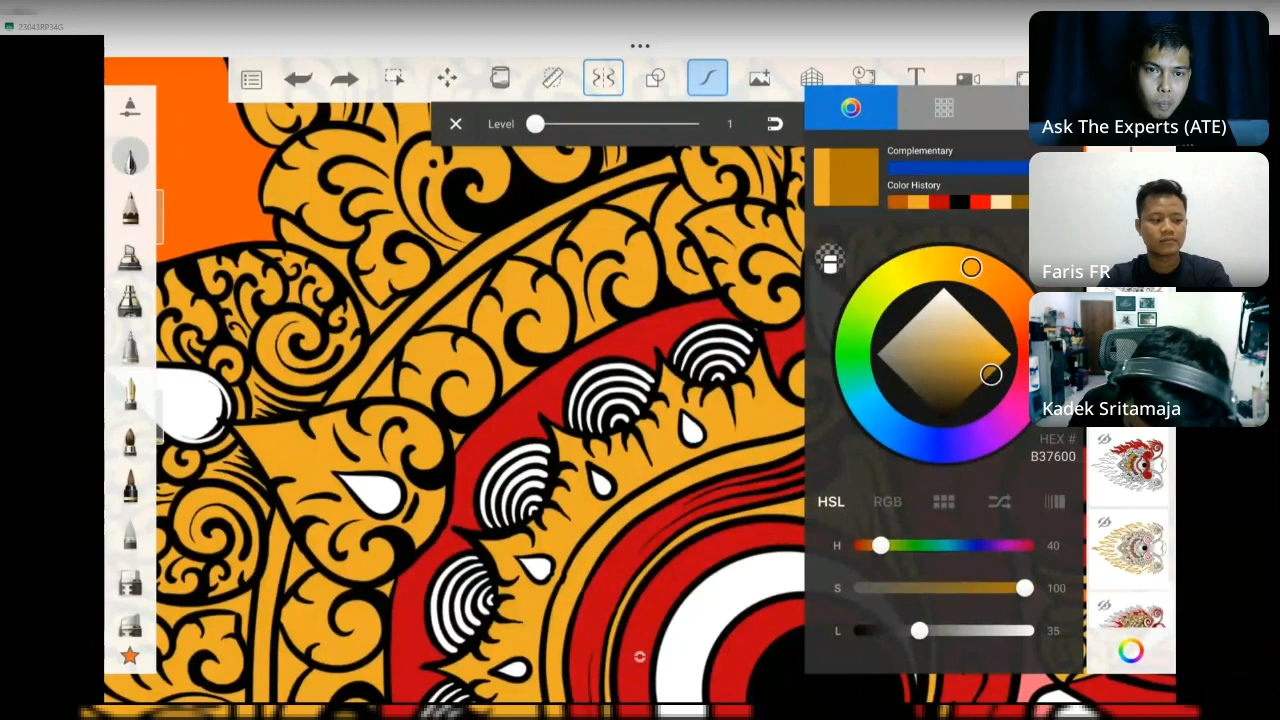 23043RP34G
Level 1
Complementary
Color History
HEX #
B37600
HSL RGB
H 40
S 100
L 35
Ask The Experts (ATE)
Faris FR
Kadek Sritamaja